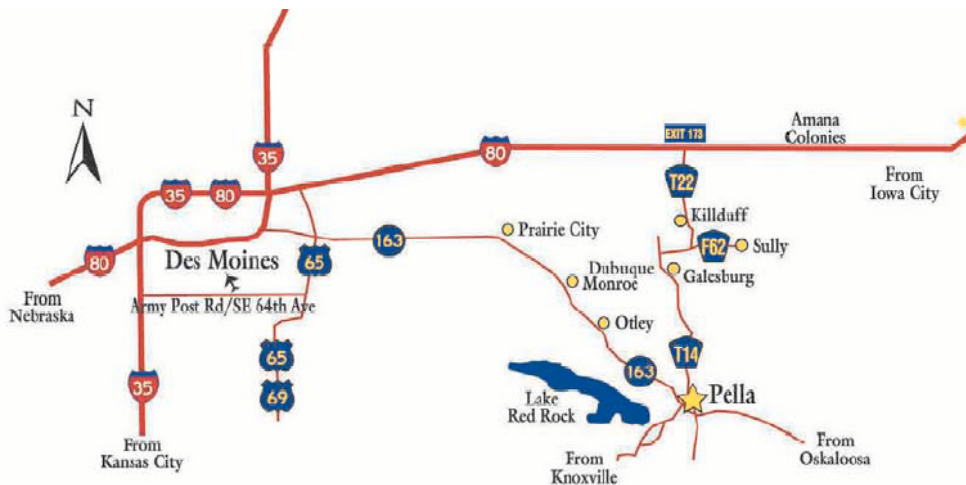 N
EXIT 173
Amana
Colonies
35
80
From
Iowa City
T22
35
80
Killduff
163
Prairie City
F62
Sully
65
80
Des Moines
Dubuque
Monroe
Galesburg
From
Nebraska
Army Post Rd/SE 64th Ave
Otley
65
T14
163
35
69
Lake
Red Rock
Pella
From
Kansas City
From
Knoxville
From
Oskaloosa